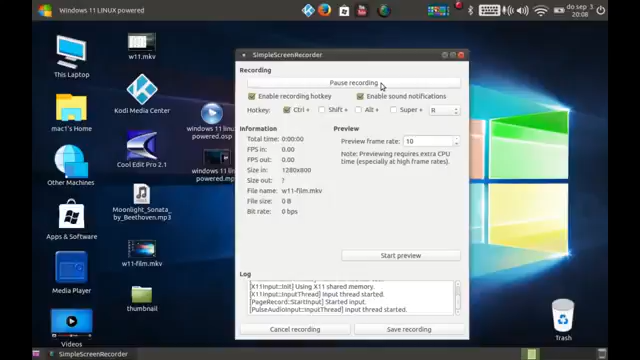 Windows 11 LINUX powered
do sep 3
20:08
This Laptop
mac1's Home
Other Machines
Apps & Software
Media Player
Videos
w11.mkv
Kodi Media Center
Cool Edit Pro 2.1
Moonlight_Sonata_
by_Beethoven.mp3
w11-film.mkv
thumbnail
windows 11 linux
powered.osp
windows 11 linux
powered.mp
SimpleScreenRecorder
Recording
Pause recording
Enable recording hotkey
Enable sound notifications
Hotkey:
Ctrl +
Shift +
Alt +
Super +
R
Information
Total time: 0:00:00
FPS in: 0.00
FPS out: 0.00
Size in: 1280x800
Size out: ?
File name: w11-film.mkv
File size: 0 B
Bit rate: 0 bps
Preview
Preview frame rate: 10
Note: Previewing requires extra CPU
time (especially at high frame rates).
Start preview
Log
[X11Input::Init] Using X11 shared memory.
[X11Input::InputThread] Input thread started.
[PageRecord::StartInput] Started input.
[PulseAudioInput::InputThread] Input thread started.
Cancel recording
Save recording
Trash
SimpleScreenRecorder